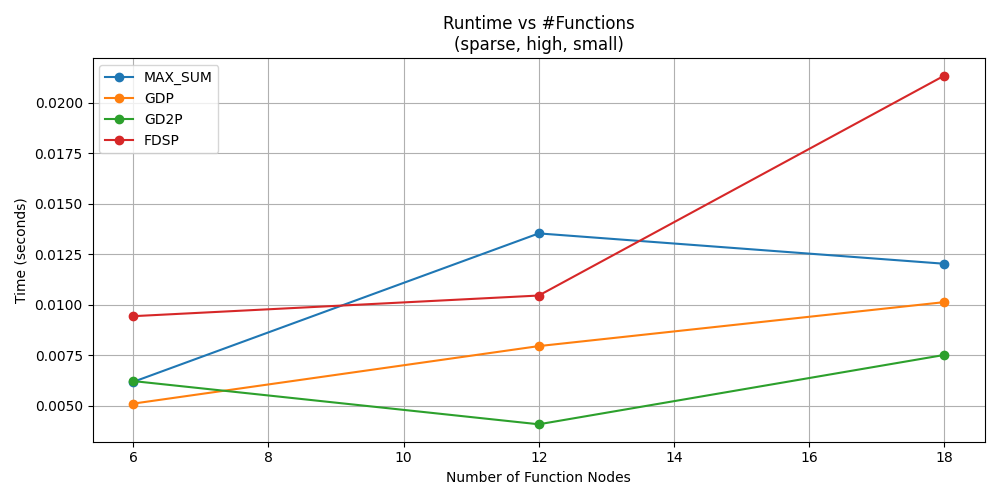 Runtime vs #Functions
(sparse, high, small)
MAX_SUM
GDP
GD2P
FDSP
Time (seconds)
0.0200
0.0175
0.0150
0.0125
0.0100
0.0075
0.0050
6
8
10
12
14
16
18
Number of Function Nodes